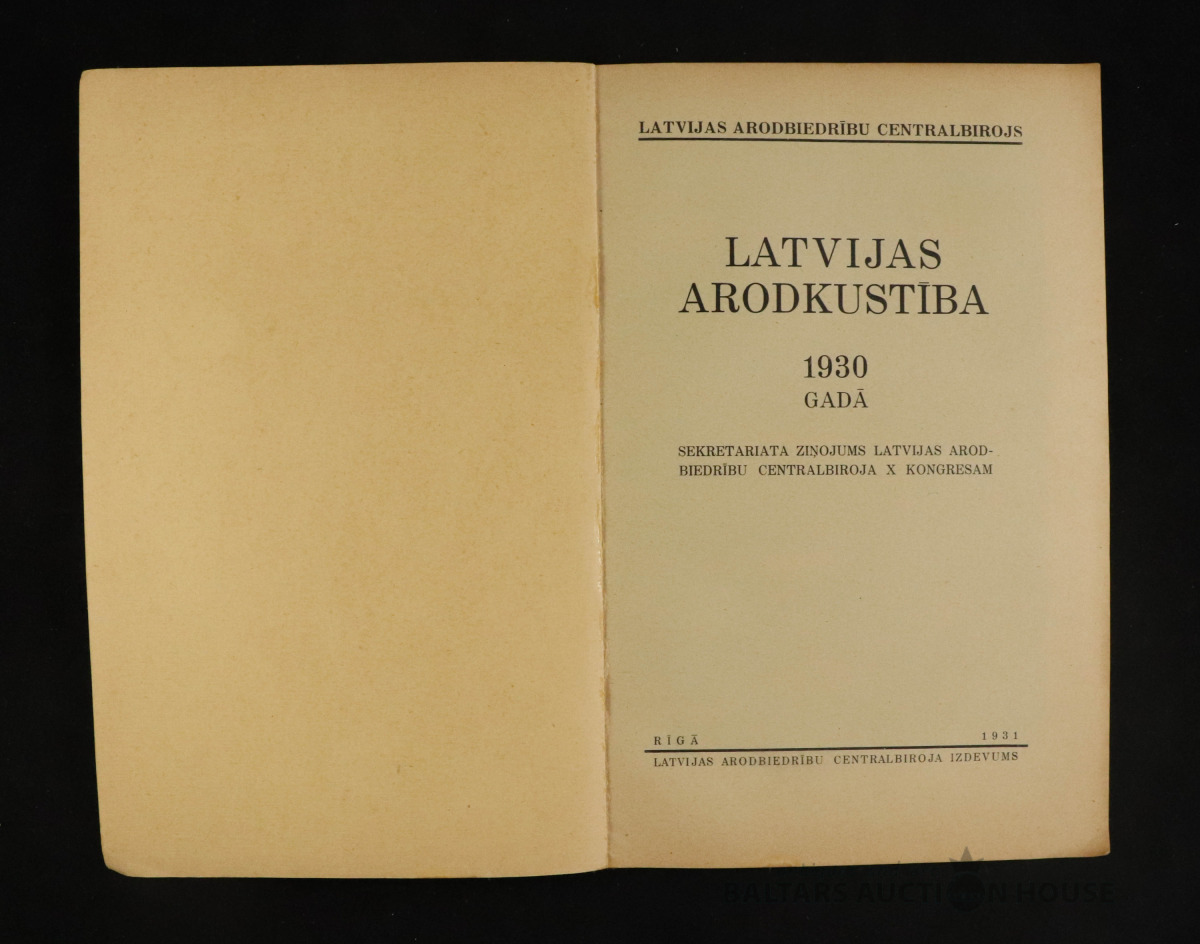 LATVIJAS ARODBIEDRĪBU CENTRALBIROJS
LATVIJAS
ARODKUSTĪBA
1930
GADĀ
SEKRETARIATA ZIŅOJUMS LATVIJAS AROD-
BIEDRĪBU CENTRALBIROJA X KONGRESAM
RĪGĀ 1931
LATVIJAS ARODBIEDRĪBU CENTRALBIROJA IZDEVUMS
BALTARS AUCTION HOUSE